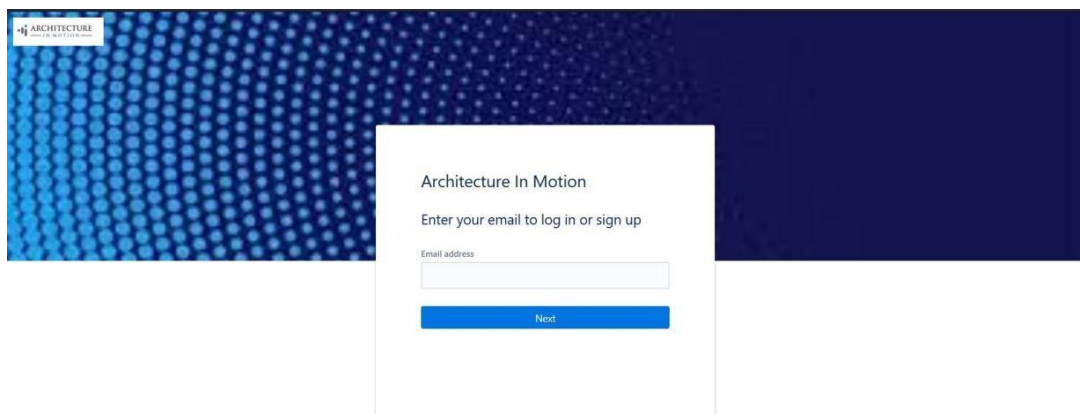 ARCHITECTURE
IN MOTION
Architecture In Motion
Enter your email to log in or sign up
Email address
Next